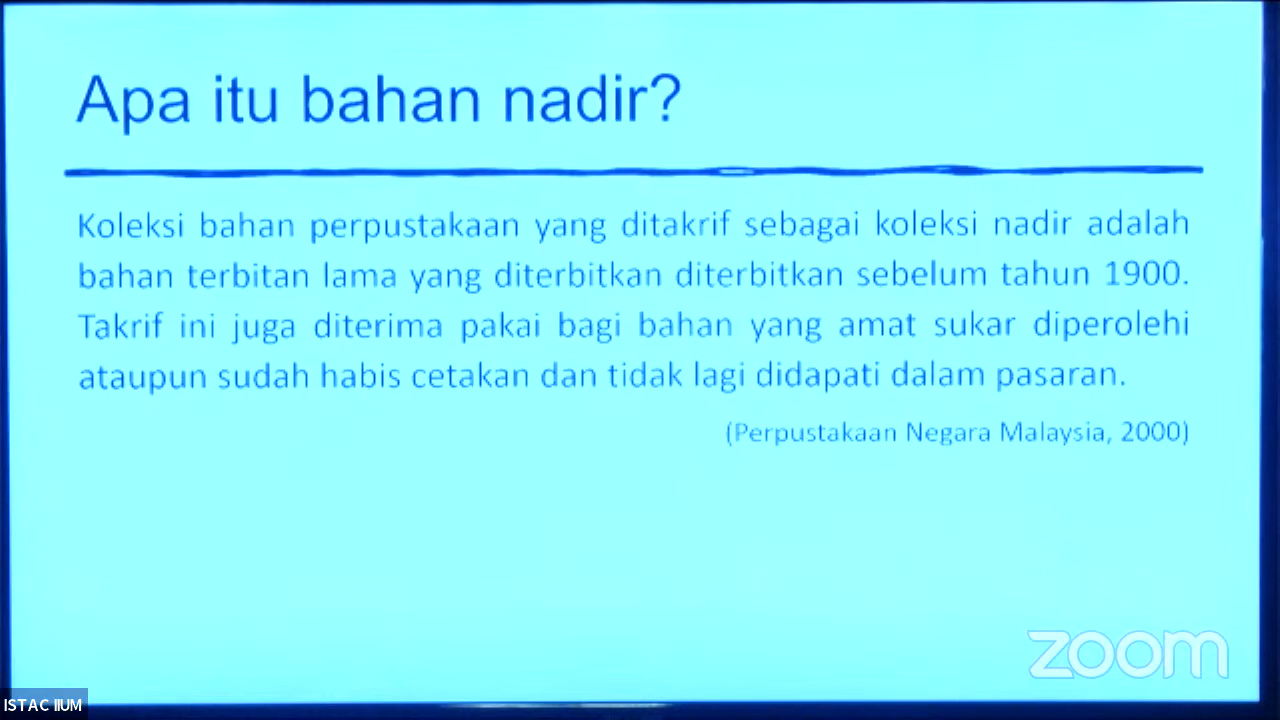 Apa itu bahan nadir?
Koleksi bahan perpustakaan yang ditakrif sebagai koleksi nadir adalah
bahan terbitan lama yang diterbitkan diterbitkan sebelum tahun 1900.
Takrif ini juga diterima pakai bagi bahan yang amat sukar diperolehi
ataupun sudah habis cetakan dan tidak lagi didapati dalam pasaran.
(Perpustakaan Negara Malaysia, 2000)
zoom
ISTAC IIUM